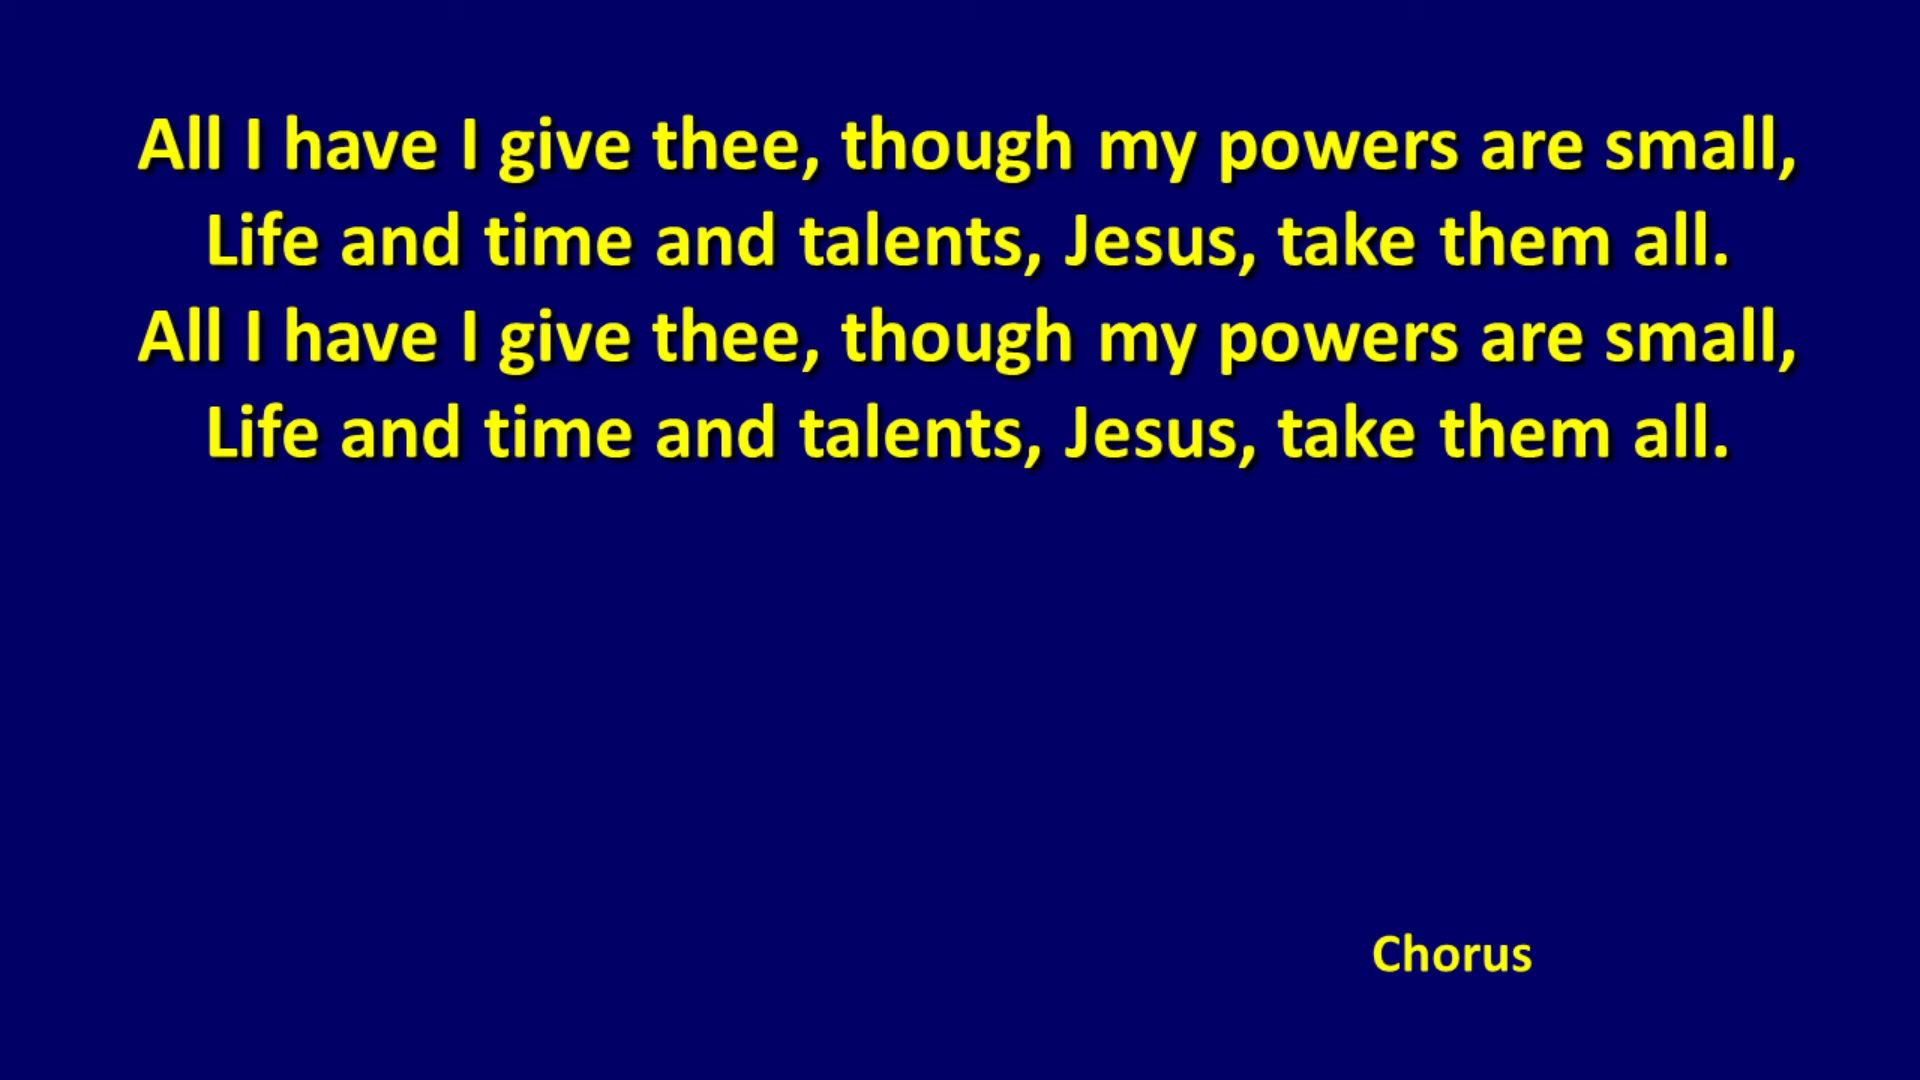 All I have I give thee, though my powers are small,
Life and time and talents, Jesus, take them all.
All I have I give thee, though my powers are small,
Life and time and talents, Jesus, take them all.
Chorus